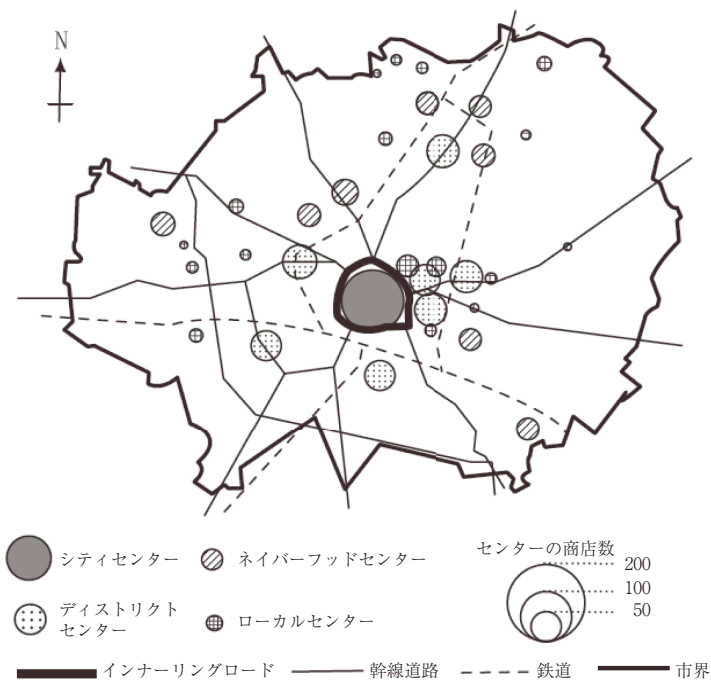 N
シティセンター
ネイバーフッドセンター
ディストリクト
センター
ローカルセンター
センターの商店数
200
100
50
インナーリングロード
幹線道路
鉄道
市界